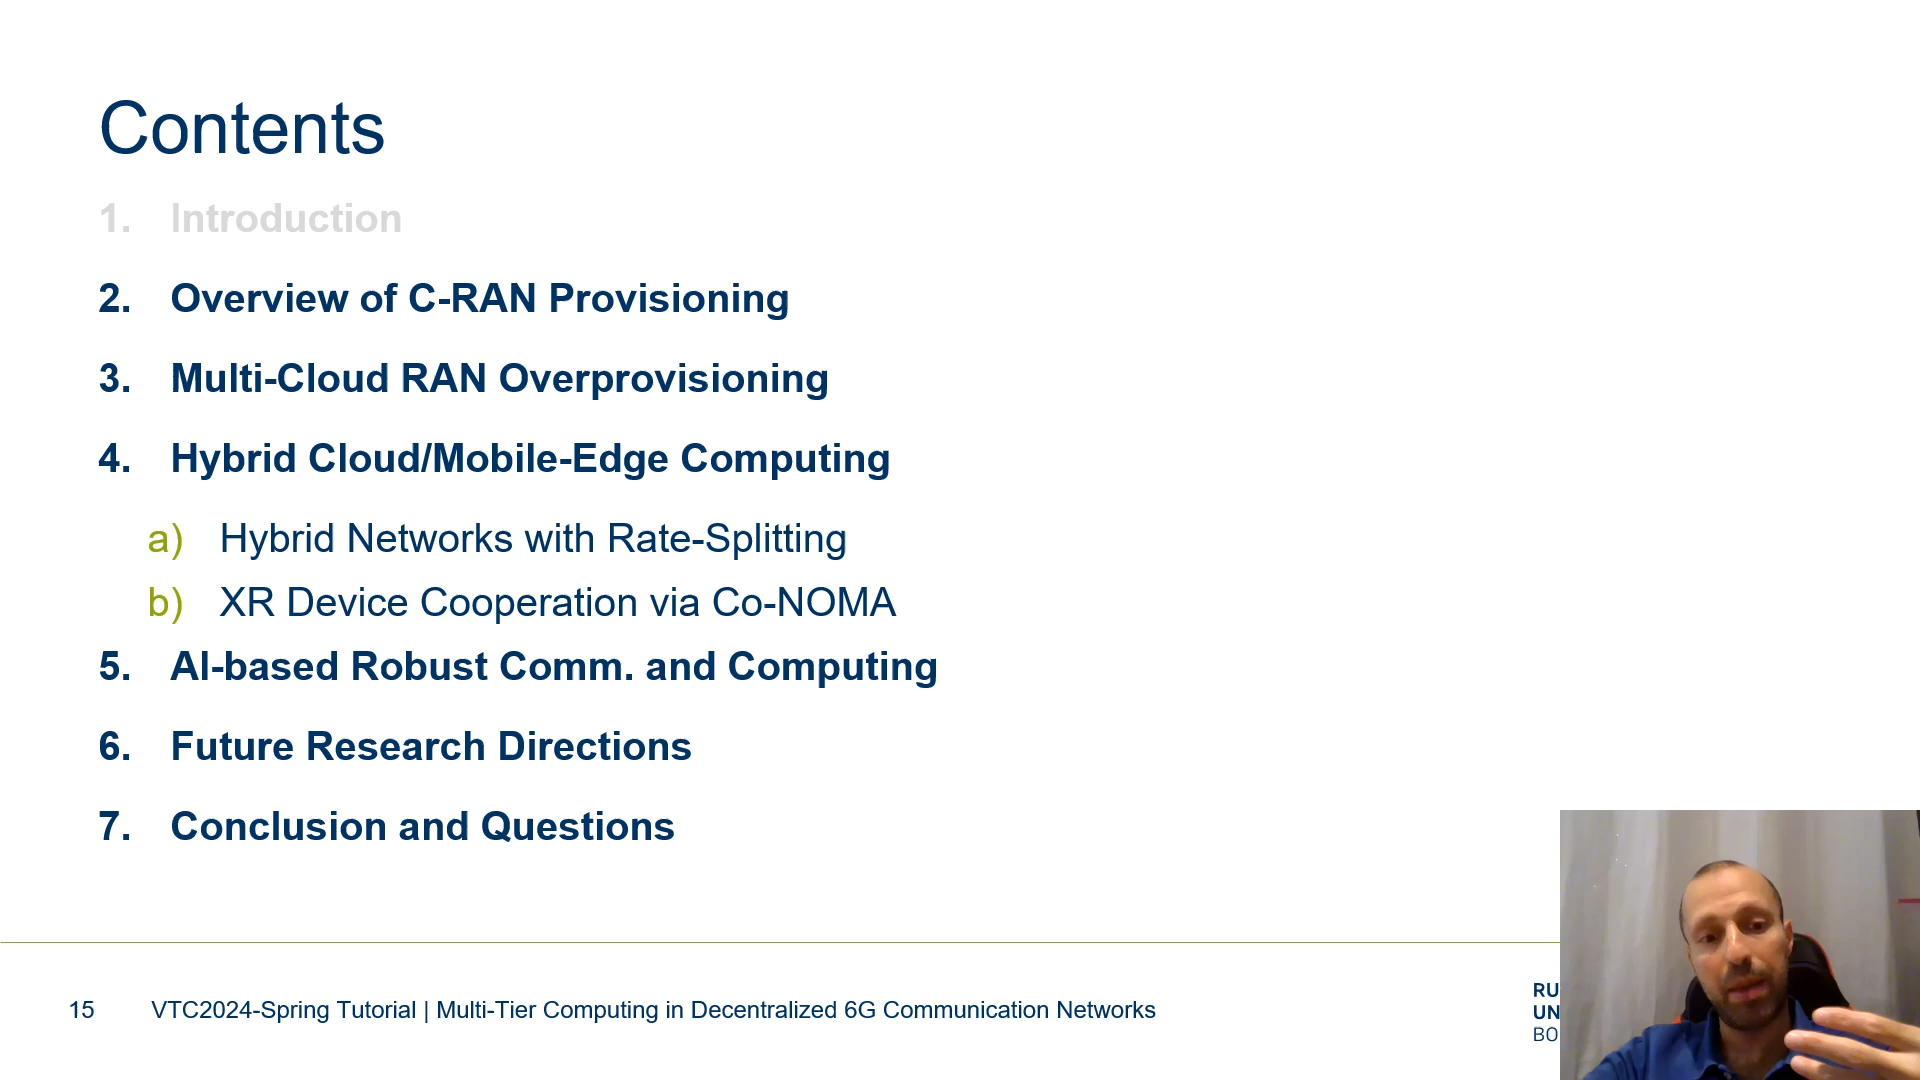 Contents
1. Introduction
2. Overview of C-RAN Provisioning
3. Multi-Cloud RAN Overprovisioning
4. Hybrid Cloud/Mobile-Edge Computing
a) Hybrid Networks with Rate-Splitting
b) XR Device Cooperation via Co-NOMA
5. AI-based Robust Comm. and Computing
6. Future Research Directions
7. Conclusion and Questions
15 VTC2024-Spring Tutorial | Multi-Tier Computing in Decentralized 6G Communication Networks
RU
UN
BO